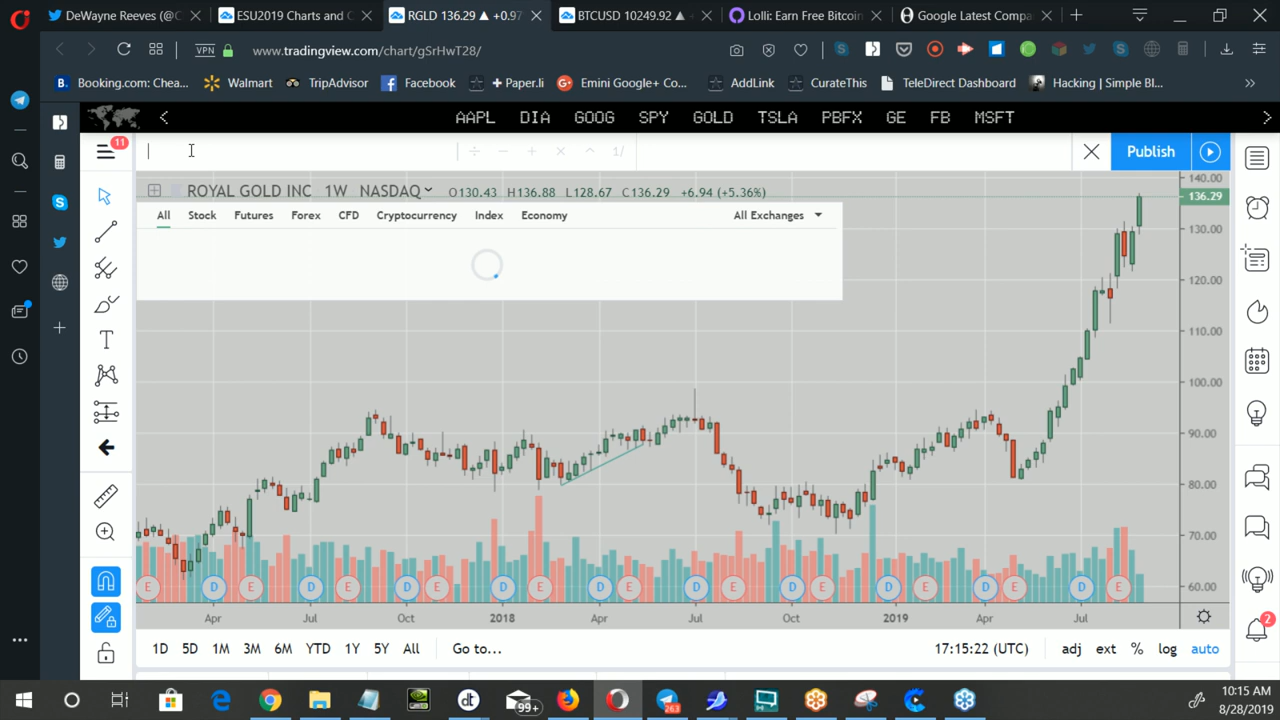 DeWayne Reeves (@C
ESU2019 Charts and C
RGLD 136.29 ▲ +0.97
BTCUSD 10249.92 ▲
Lolli: Earn Free Bitcoin
Google Latest Compa
VPN
www.tradingview.com/chart/gSrHwT28/
Booking.com: Chea...
Walmart
TripAdvisor
Facebook
+ Paper.li
Emini Google+ Co...
AddLink
CurateThis
TeleDirect Dashboard
Hacking | Simple Bl...
AAPL DIA GOOG SPY GOLD TSLA PBFX GE FB MSFT
11
1/
Publish
ROYAL GOLD INC 1W NASDAQ
O130.43 H136.88 L128.67 C136.29 +6.94 (+5.36%)
All Stock Futures Forex CFD Cryptocurrency Index Economy
All Exchanges
140.00
136.29
130.00
120.00
110.00
100.00
90.00
80.00
70.00
60.00
E D E D E D E D E D E D E D E D E D E D E
Apr Jul Oct 2018 Apr Jul Oct 2019 Apr Jul
1D 5D 1M 3M 6M YTD 1Y 5Y All
Go to...
17:15:22 (UTC)
adj ext % log auto
2
99+
263
dt
10:15 AM
8/28/2019